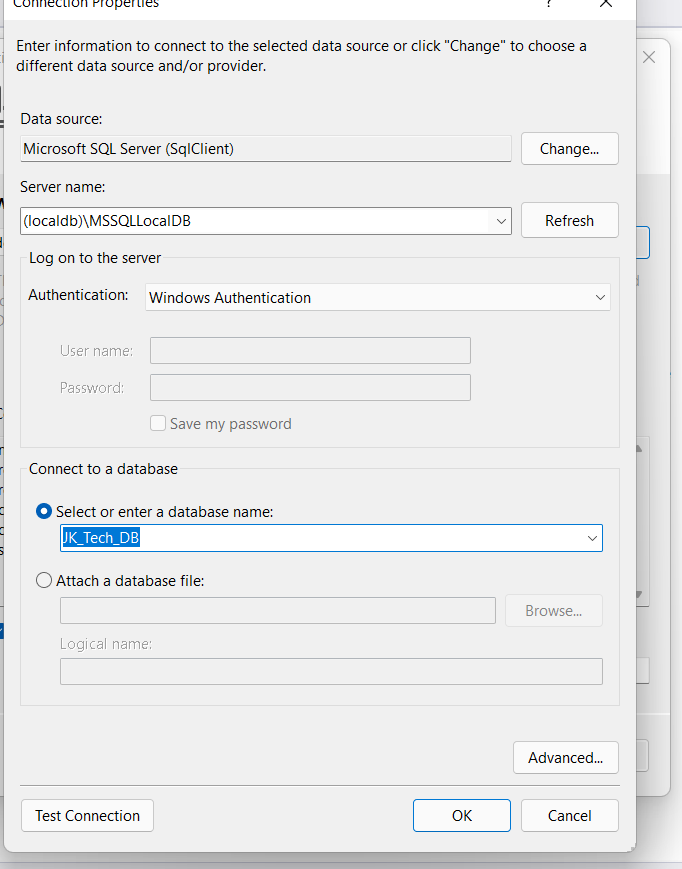 Connection Properties
?
Enter information to connect to the selected data source or click "Change" to choose a
different data source and/or provider.
Data source:
Microsoft SQL Server (SqlClient)
Change...
Server name:
(localdb)\MSSQLLocalDB
Refresh
Log on to the server
Authentication:
Windows Authentication
User name:
Password:
Save my password
Connect to a database
Select or enter a database name:
JK_Tech_DB
Attach a database file:
Browse...
Logical name:
Advanced...
Test Connection
OK
Cancel